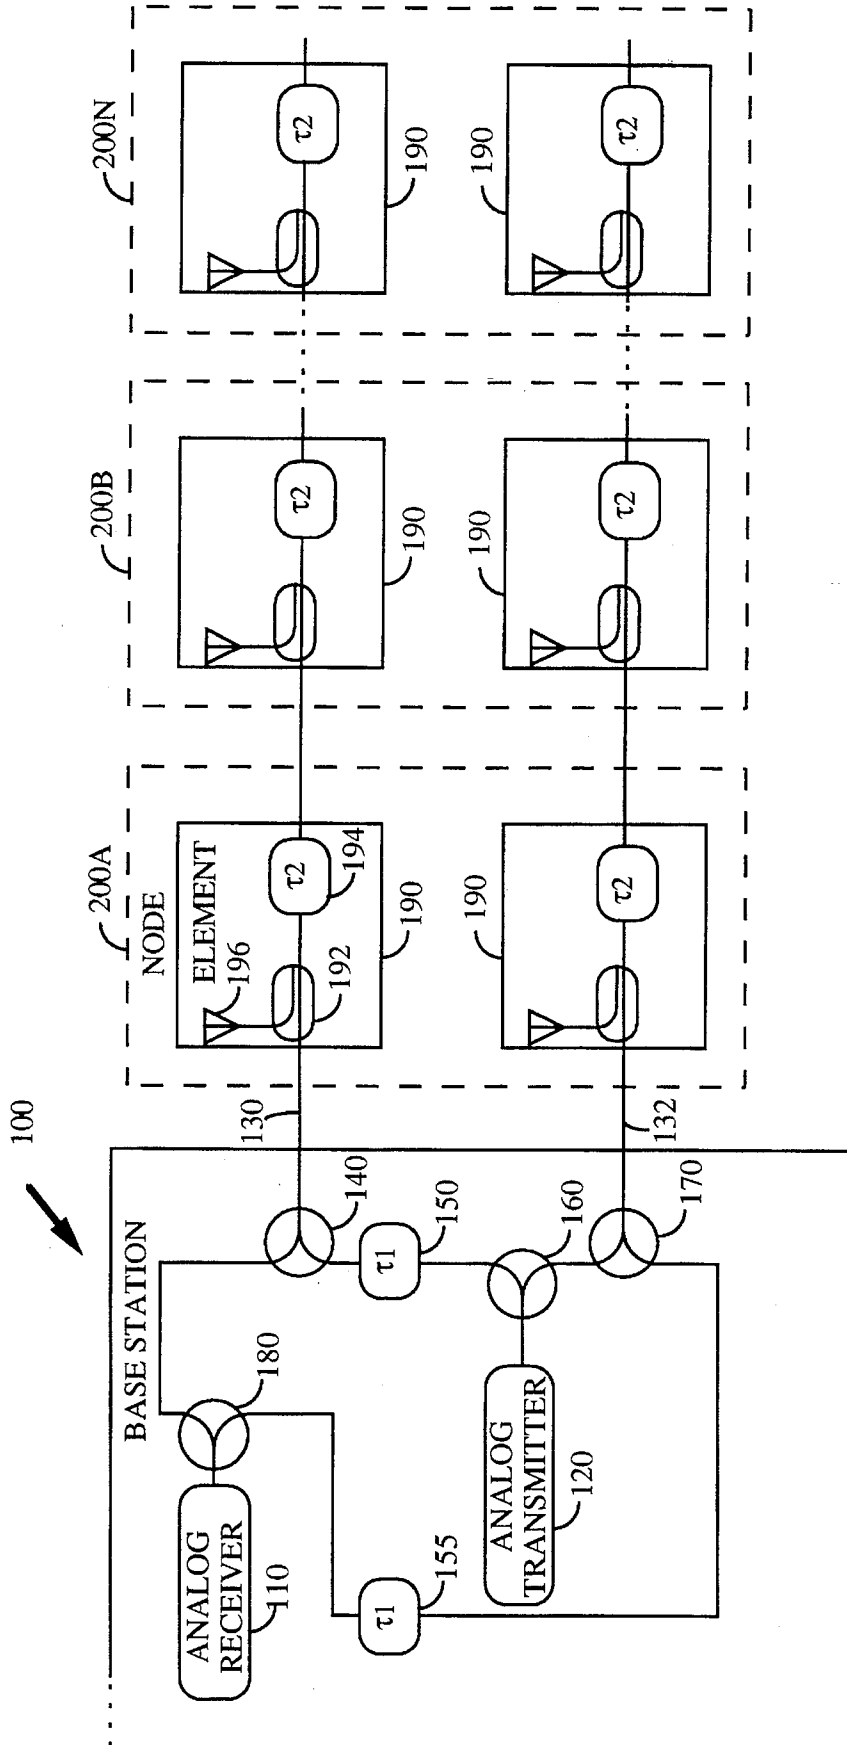 100
BASE STATION
ANALOG
RECEIVER
110
180
140
τ1
150
160
170
ANALOG
TRANSMITTER
120
τ1
155
130
132
200A
NODE
ELEMENT
196
192
τ2
194
190
190
τ2
200B
τ2
190
190
τ2
200N
τ2
190
190
τ2